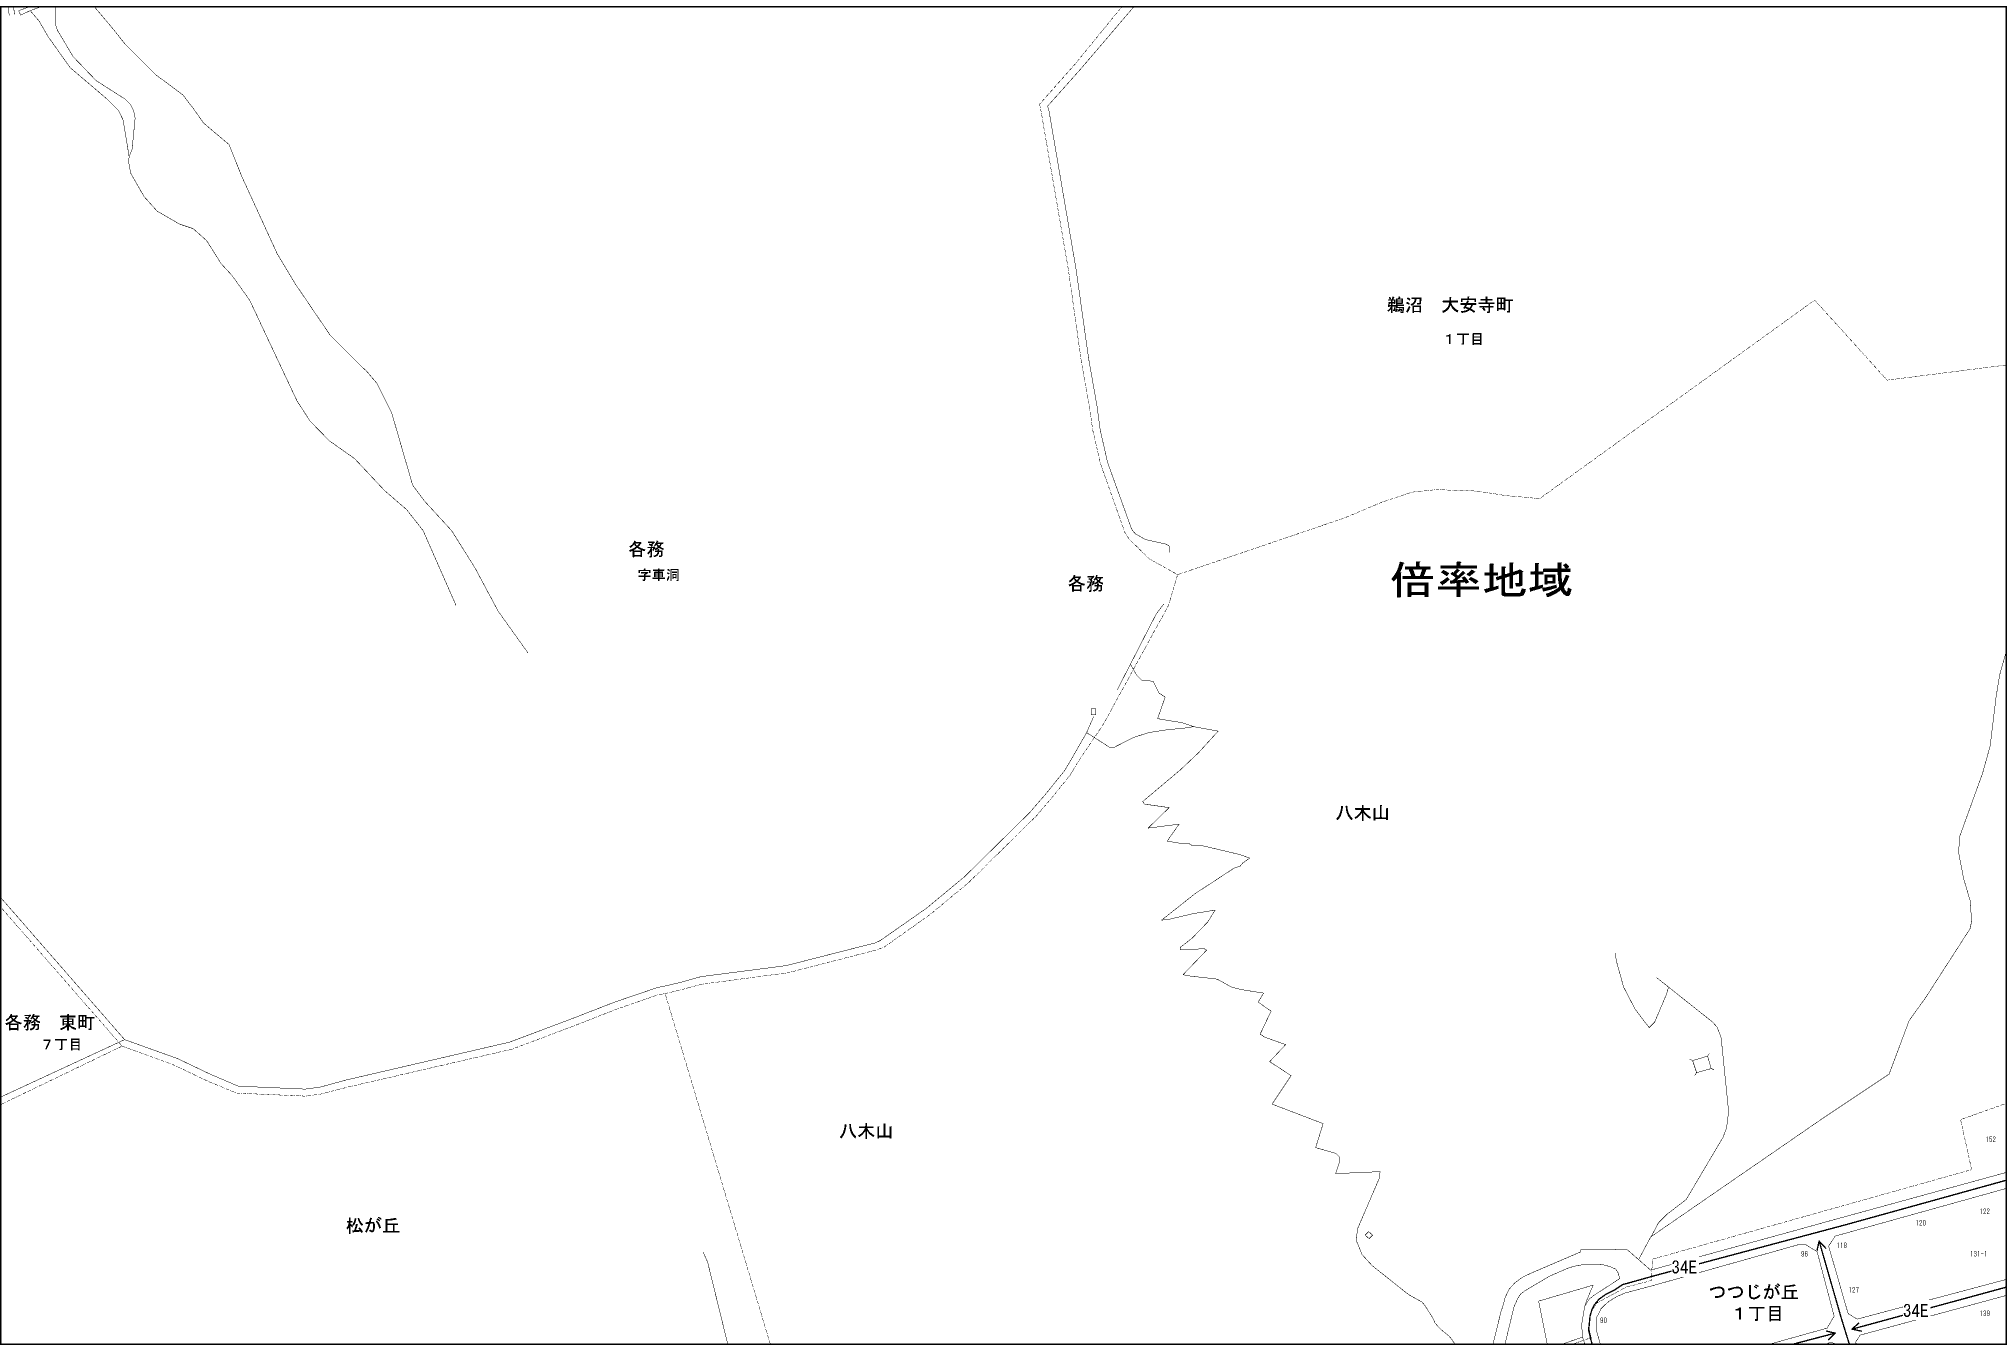 鵜沼　大安寺町
１丁目
各務
字車洞
各務
倍率地域
八木山
各務　東町
７丁目
八木山
松が丘
152
122
120
118
96
131-1
34E
127
つつじが丘
１丁目
34E
139
90